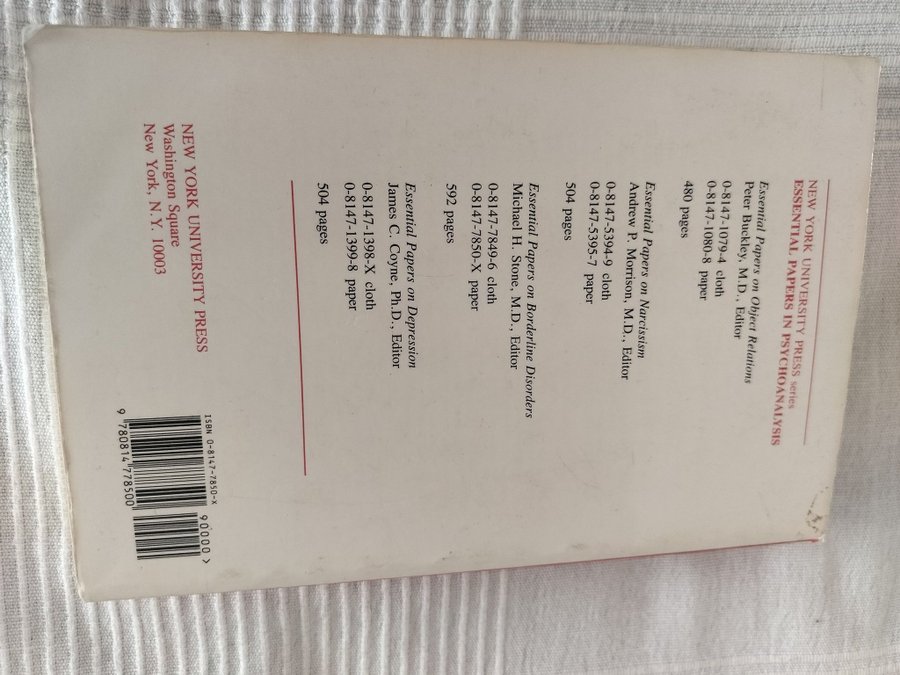 NEW YORK UNIVERSITY PRESS series
ESSENTIAL PAPERS IN PSYCHOANALYSIS
Essential Papers on Object Relations
Peter Buckley, M.D., Editor
0-8147-1079-4 cloth
0-8147-1080-8 paper
480 pages
Essential Papers on Narcissism
Andrew P. Morrison, M.D., Editor
0-8147-5394-9 cloth
0-8147-5395-7 paper
504 pages
Essential Papers on Borderline Disorders
Michael H. Stone, M.D., Editor
0-8147-7849-6 cloth
0-8147-7850-X paper
592 pages
Essential Papers on Depression
James C. Coyne, Ph.D., Editor
0-8147-1398-X cloth
0-8147-1399-8 paper
504 pages
NEW YORK UNIVERSITY PRESS
Washington Square
New York, N.Y. 10003
ISBN 0-8147-7850-X
90000>
9 780814 778500